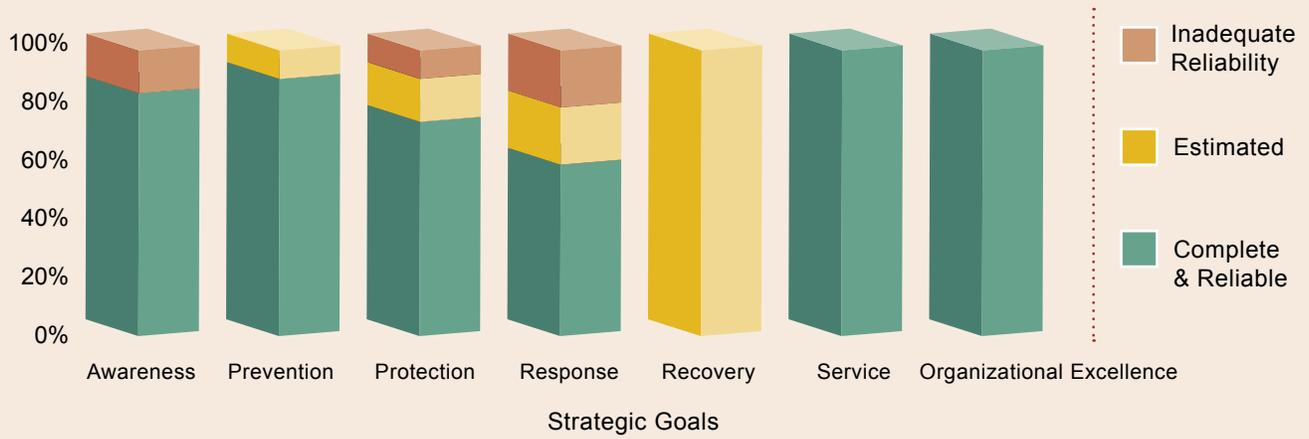 100%
80%
60%
40%
20%
0%
Awareness
Prevention
Protection
Response
Recovery
Service
Organizational Excellence
Strategic Goals
Inadequate
Reliability
Estimated
Complete
& Reliable